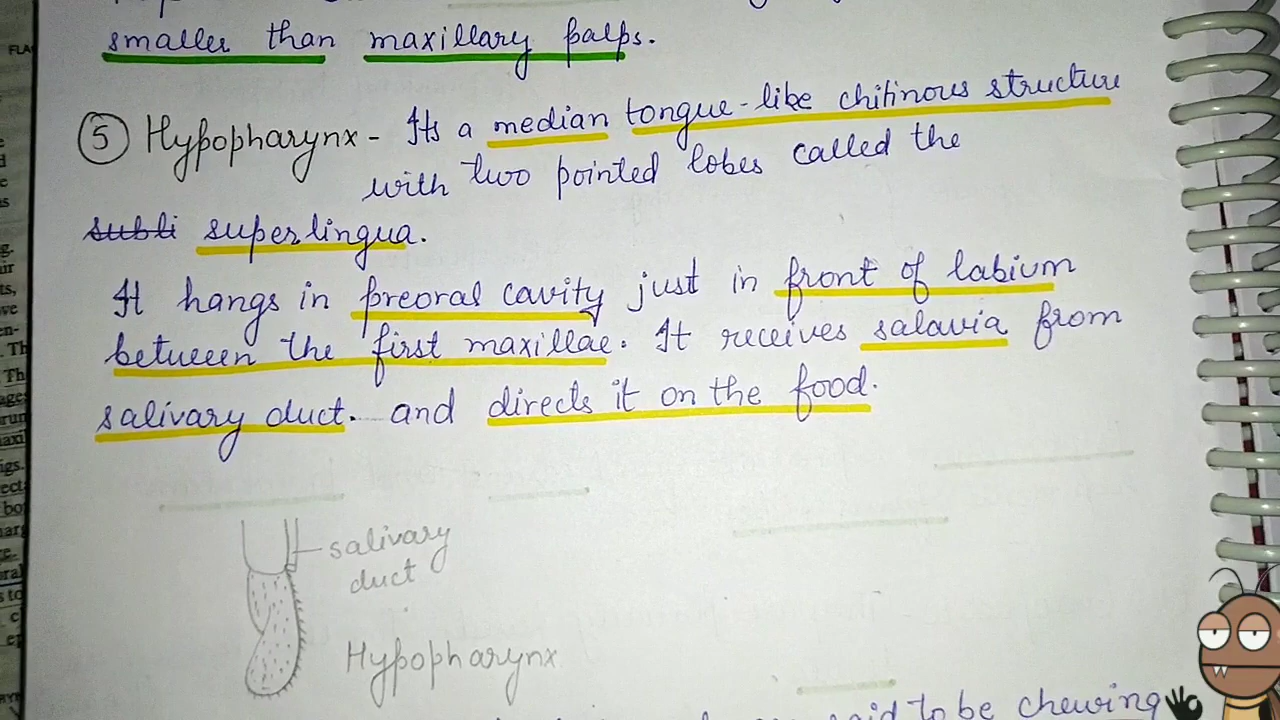 smaller than maxillary palps.
⑤ Hypopharynx - Its a median tongue-like chitinous structure
with two pointed lobes called the
subli superlingua.
It hangs in preoral cavity just in front of labium
between the first maxillae. It receives salavia from
salivary duct. and directs it on the food.
salivary
duct
Hypopharynx
said to be chewing